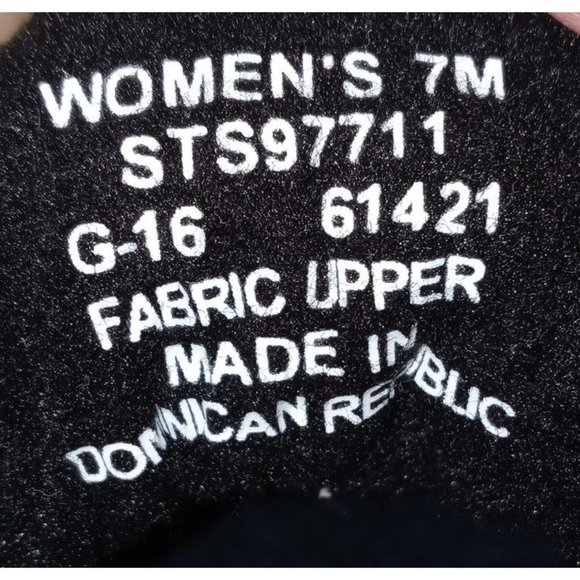 WOMEN'S 7M
STS97711
G-16 61421
FABRIC UPPER
MADE IN
DOMINICAN REPUBLIC